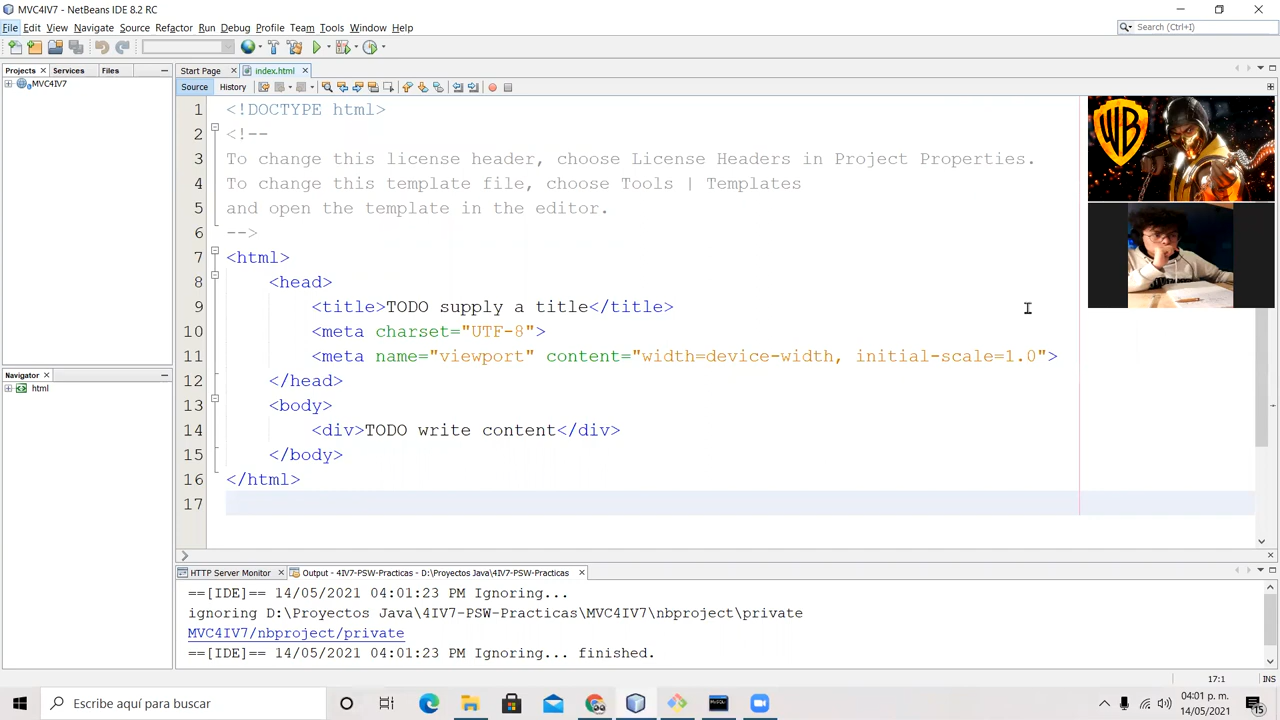 MVC4IV7 - NetBeans IDE 8.2 RC
File Edit View Navigate Source Refactor Run Debug Profile Team Tools Window Help
Search (Ctrl+I)
Projects Services Files
Start Page index.html
MVC4IV7
Source History
WB
1 <!DOCTYPE html>
2 <!--
3 To change this license header, choose License Headers in Project Properties.
4 To change this template file, choose Tools | Templates
5 and open the template in the editor.
6 -->
7 <html>
8 <head>
9 <title>TODO supply a title</title>
10 <meta charset="UTF-8">
11 <meta name="viewport" content="width=device-width, initial-scale=1.0">
12 </head>
13 <body>
14 <div>TODO write content</div>
15 </body>
16 </html>
17
Navigator
html
HTTP Server Monitor Output - 4IV7-PSW-Practicas - D:\Proyectos Java\4IV7-PSW-Practicas
==[IDE]== 14/05/2021 04:01:23 PM Ignoring...
ignoring D:\Proyectos Java\4IV7-PSW-Practicas\MVC4IV7\nbproject\private
MVC4IV7/nbproject/private
==[IDE]== 14/05/2021 04:01:23 PM Ignoring... finished.
17:1 INS
Escribe aquí para buscar
04:01 p. m.
14/05/2021
15